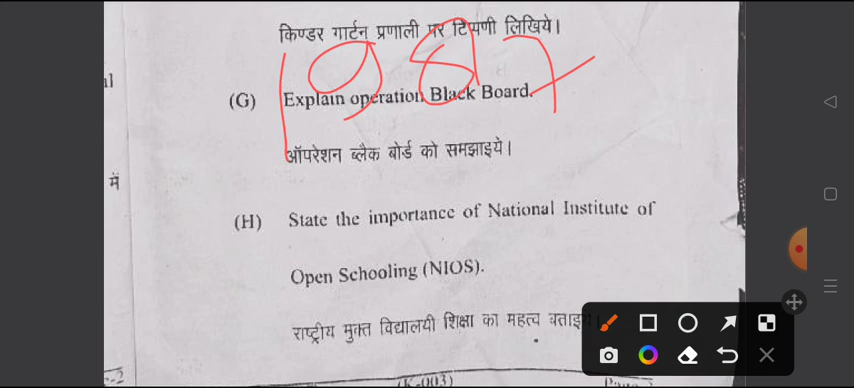 किण्डर गार्टन प्रणाली पर टिप्पणी लिखिये।
1987
(G) Explain operation Black Board.
ऑपरेशन ब्लैक बोर्ड को समझाइये।
में
(H) State the importance of National Institute of
Open Schooling (NIOS).
राष्ट्रीय मुक्त विद्यालयी शिक्षा का महत्व बताइये।
(K-003)